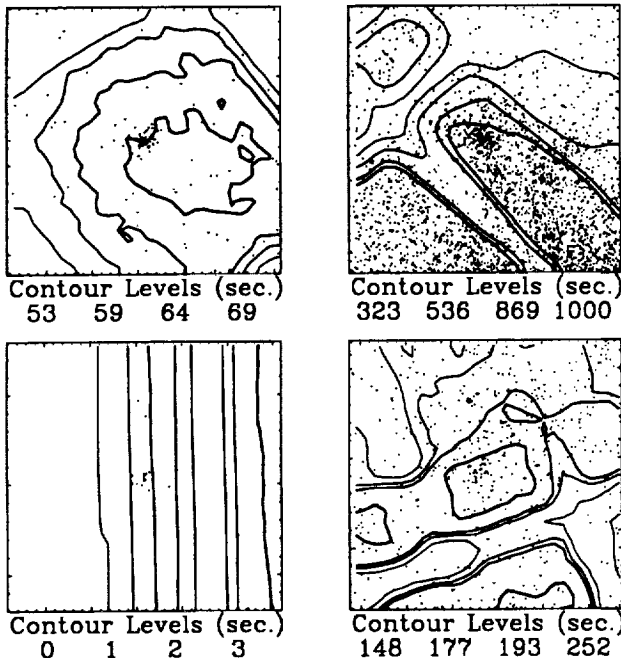 Contour Levels (sec.)
53 59 64 69
Contour Levels (sec.)
323 536 869 1000
Contour Levels (sec.)
0 1 2 3
Contour Levels (sec.)
148 177 193 252